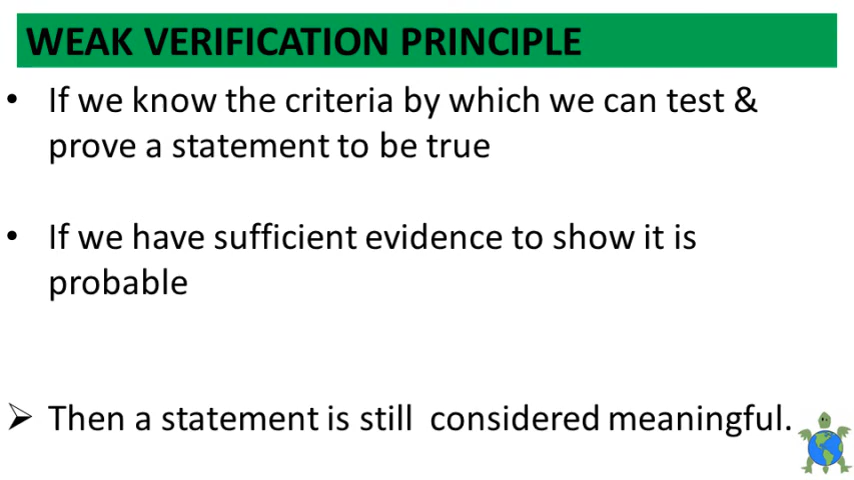 WEAK VERIFICATION PRINCIPLE
• If we know the criteria by which we can test &
prove a statement to be true
• If we have sufficient evidence to show it is
probable
➢ Then a statement is still  considered meaningful.